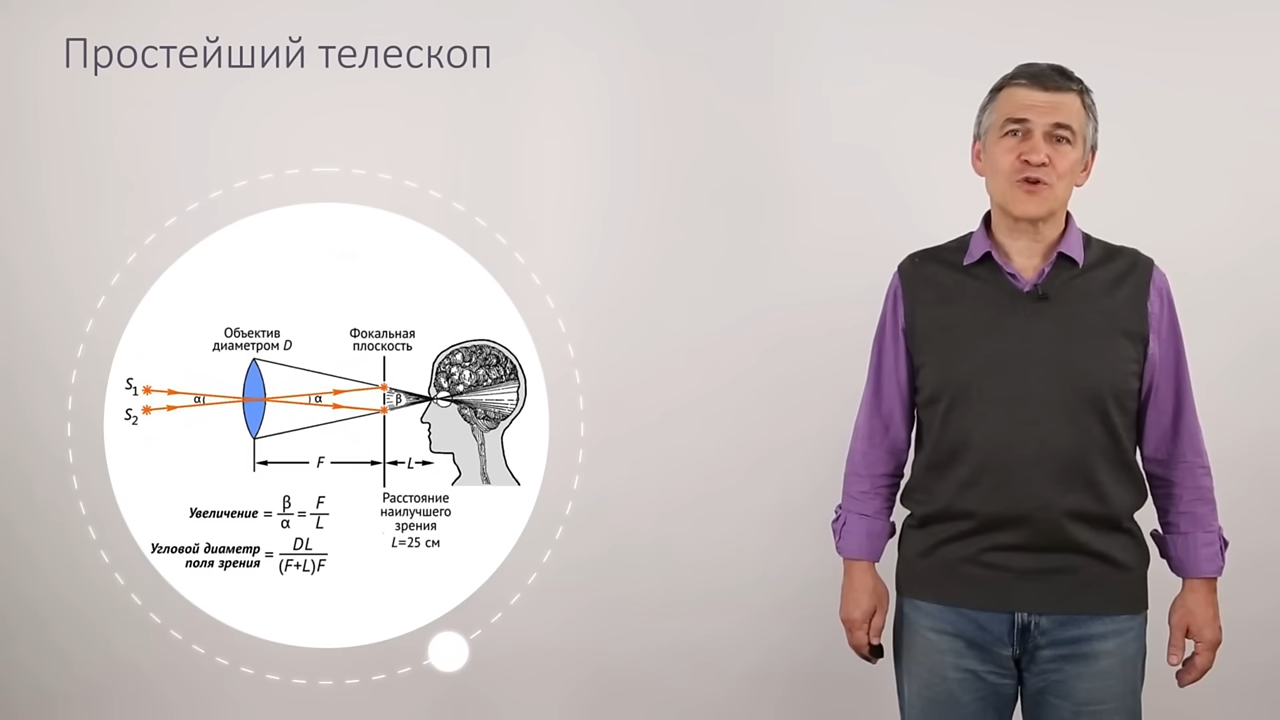 Простейший телескоп
Объектив
диаметром D
Фокальная
плоскость
S₁
S₂
α
α
β
F
L
Расстояние
наилучшего
зрения
L=25 см
Увеличение = β/α = F/L
Угловой диаметр
поля зрения = DL/(F+L)F